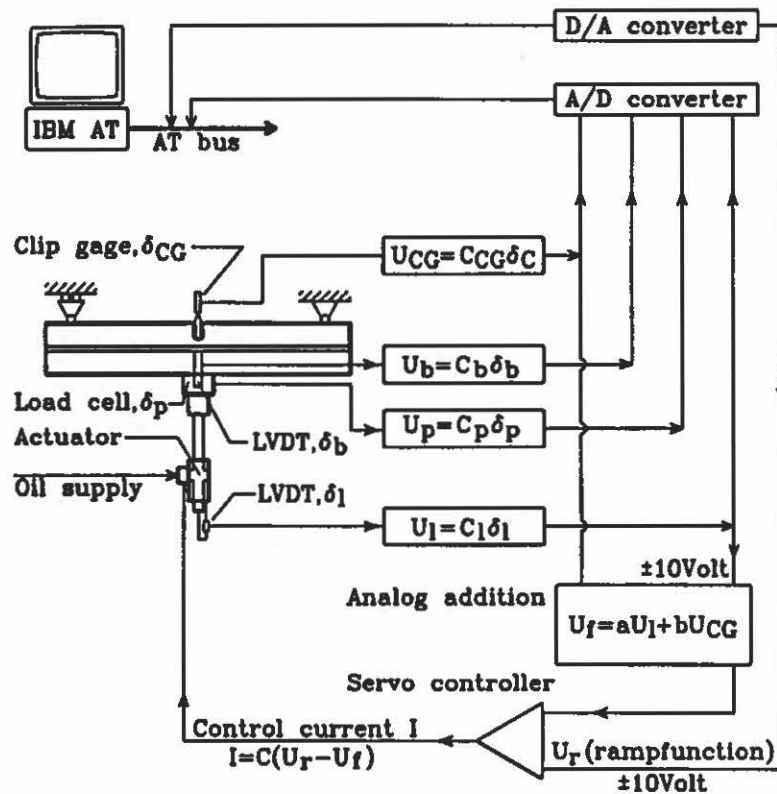 D/A converter
A/D converter
IBM AT
AT bus
Clip gage,δCG
UCG=CCGδC
Ub=Cbδb
Load cell,δp
Up=Cpδp
Actuator
LVDT,δb
Oil supply
LVDT,δl
Ul=Clδl
±10Volt
Analog addition
Uf=aUl+bUCG
Servo controller
Control current I
I=C(Ur-Uf)
Ur(rampfunction)
±10Volt